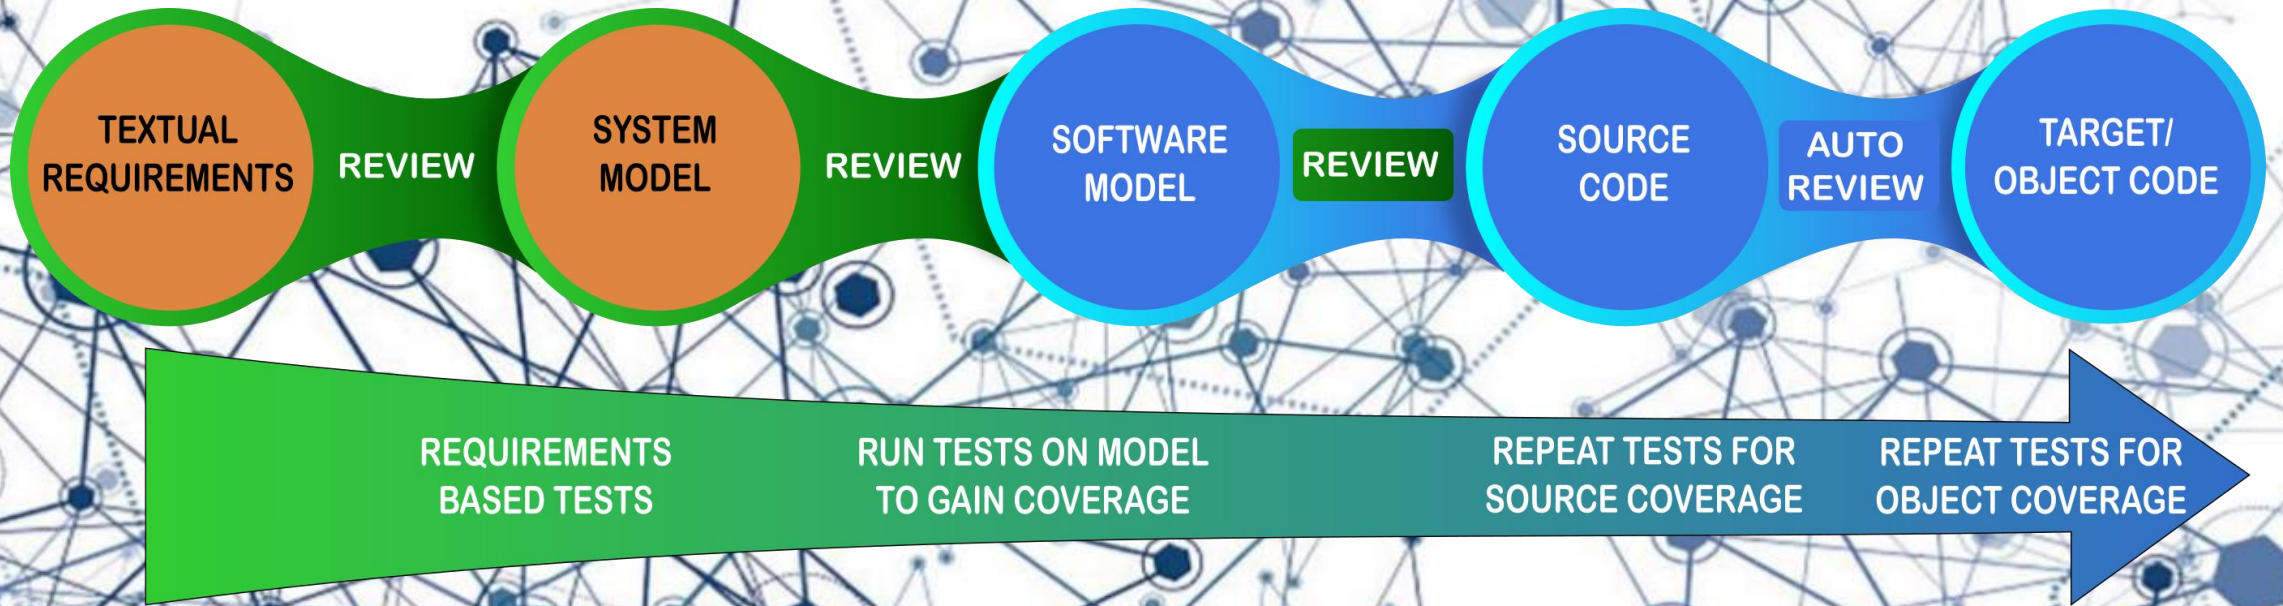 TEXTUAL
REQUIREMENTS
REVIEW
SYSTEM
MODEL
REVIEW
SOFTWARE
MODEL
REVIEW
SOURCE
CODE
AUTO
REVIEW
TARGET/
OBJECT CODE
REQUIREMENTS
BASED TESTS
RUN TESTS ON MODEL
TO GAIN COVERAGE
REPEAT TESTS FOR
SOURCE COVERAGE
REPEAT TESTS FOR
OBJECT COVERAGE